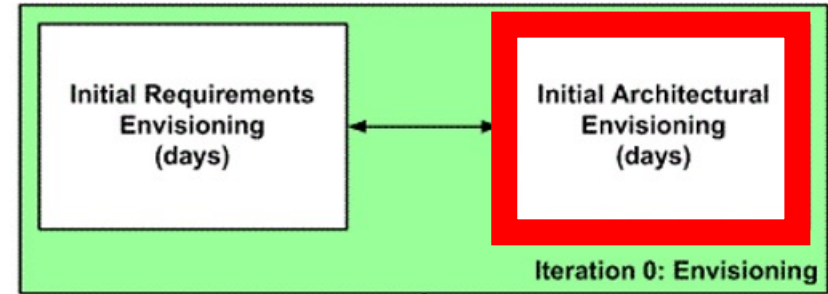 Initial Requirements
Envisioning
(days)
Initial Architectural
Envisioning
(days)
Iteration 0: Envisioning